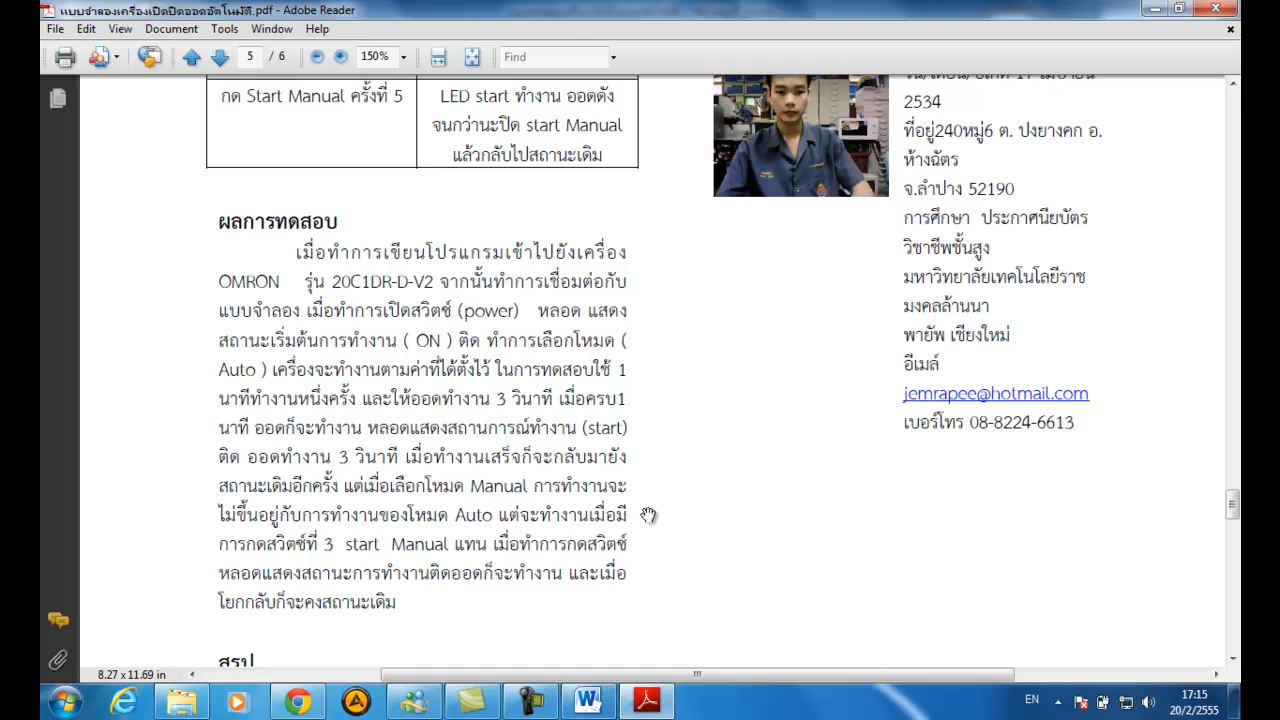 แบบจำลองเครื่องเปิดปิดออดอัตโนมัติ.pdf - Adobe Reader
File Edit View Document Tools Window Help
5 / 6 150% Find
กด Start Manual ครั้งที่ 5
LED start ทำงาน ออดดัง
จนกว่านะปิด start Manual
แล้วกลับไปสถานะเดิม
ผลการทดสอบ
เมื่อทำการเขียนโปรแกรมเข้าไปยังเครื่อง
OMRON รุ่น 20C1DR-D-V2 จากนั้นทำการเชื่อมต่อกับ
แบบจำลอง เมื่อทำการเปิดสวิตซ์ (power) หลอด แสดง
สถานะเริ่มต้นการทำงาน ( ON ) ติด ทำการเลือกโหมด (
Auto ) เครื่องจะทำงานตามค่าที่ได้ตั้งไว้ ในการทดสอบใช้ 1
นาทีทำงานหนึ่งครั้ง และให้ออดทำงาน 3 วินาที เมื่อครบ1
นาที ออดก็จะทำงาน หลอดแสดงสถานการณ์ทำงาน (start)
ติด ออดทำงาน 3 วินาที เมื่อทำงานเสร็จก็จะกลับมายัง
สถานะเดิมอีกครั้ง แต่เมื่อเลือกโหมด Manual การทำงานจะ
ไม่ขึ้นอยู่กับการทำงานของโหมด Auto แต่จะทำงานเมื่อมี
การกดสวิตซ์ที่ 3 start Manual แทน เมื่อทำการกดสวิตซ์
หลอดแสดงสถานะการทำงานติดออดก็จะทำงาน และเมื่อ
โยกกลับก็จะคงสถานะเดิม
สรุป
วัน/เดือน/ปีเกิด 17 เมษายน
2534
ที่อยู่240หมู่6 ต. ปงยางคก อ.
ห้างฉัตร
จ.ลำปาง 52190
การศึกษา ประกาศนียบัตร
วิชาชีพชั้นสูง
มหาวิทยาลัยเทคโนโลยีราช
มงคลล้านนา
พายัพ เชียงใหม่
อีเมล์
jemrapee@hotmail.com
เบอร์โทร 08-8224-6613
8.27 x 11.69 in
EN
17:15
20/2/2555